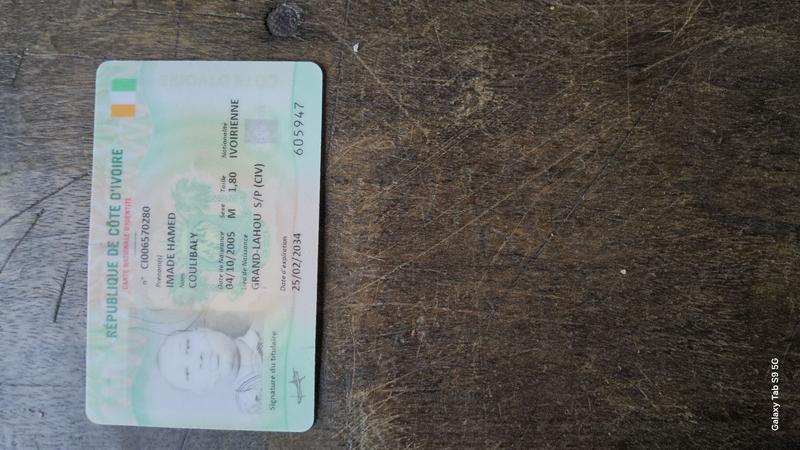 RÉPUBLIQUE DE CÔTE D'IVOIRE
CARTE NATIONALE D'IDENTITÉ
n° CI006570280
Prénom(s)
IMADE HAMED
Nom
COULIBALY
Date de Naissance Sexe Taille Nationalité
04/10/2005 M 1,80 IVOIRIENNE
Lieu de Naissance
GRAND-LAHOU S/P (CIV)
Date d'expiration
25/02/2034
605947
Signature du titulaire
Galaxy Tab S9 5G